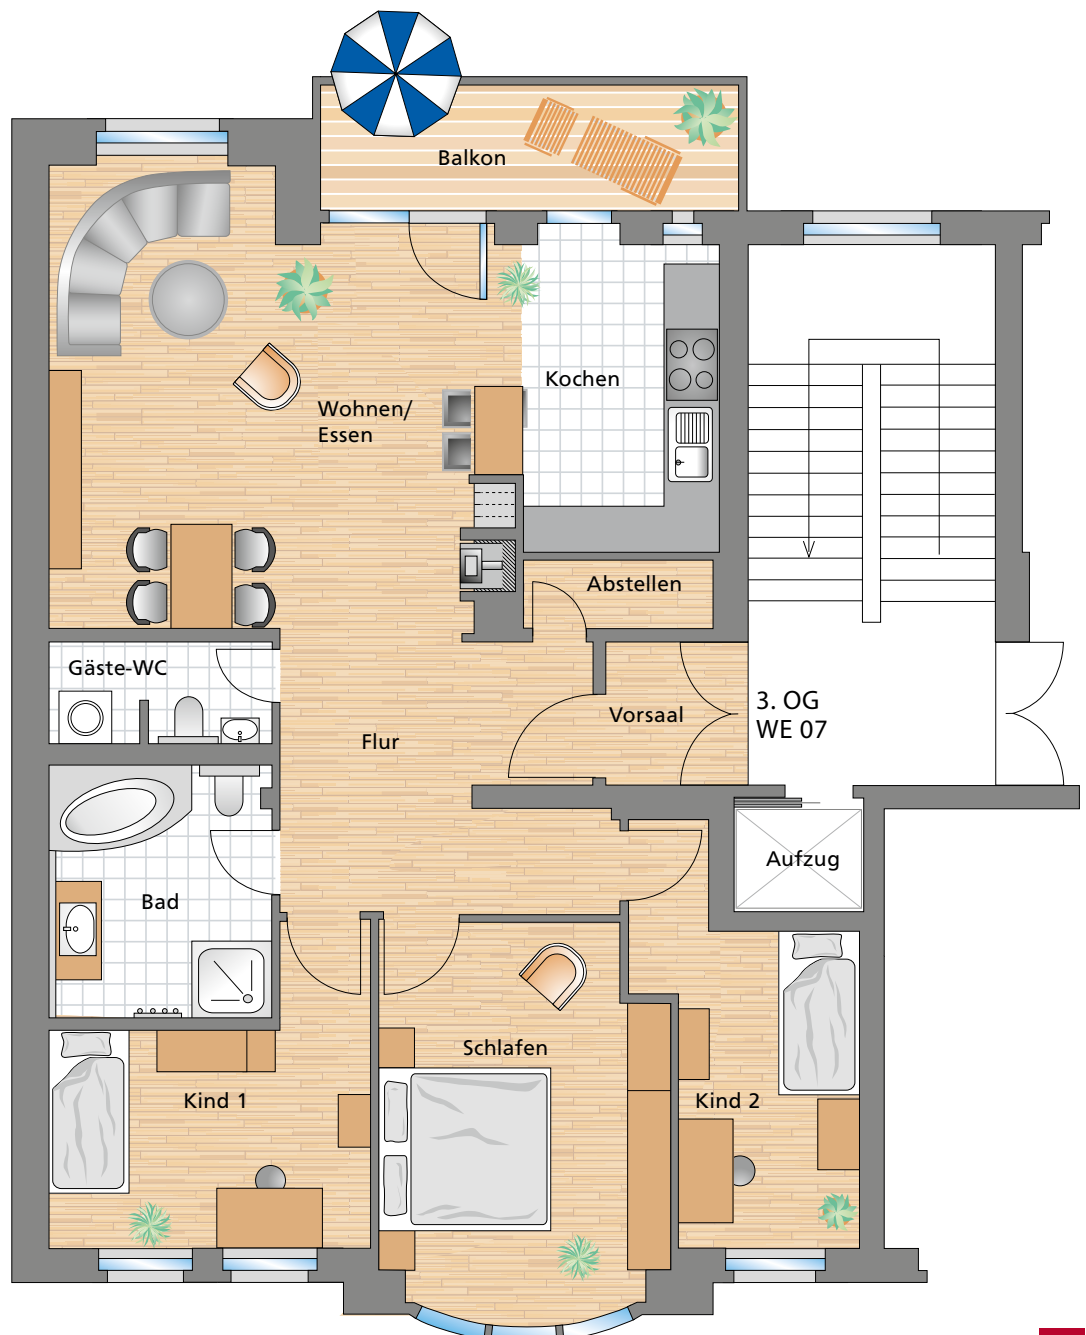 Balkon
Kochen
Wohnen/
Essen
Abstellen
Gäste-WC
Vorsaal
3. OG
WE 07
Flur
Aufzug
Bad
Schlafen
Kind 1
Kind 2